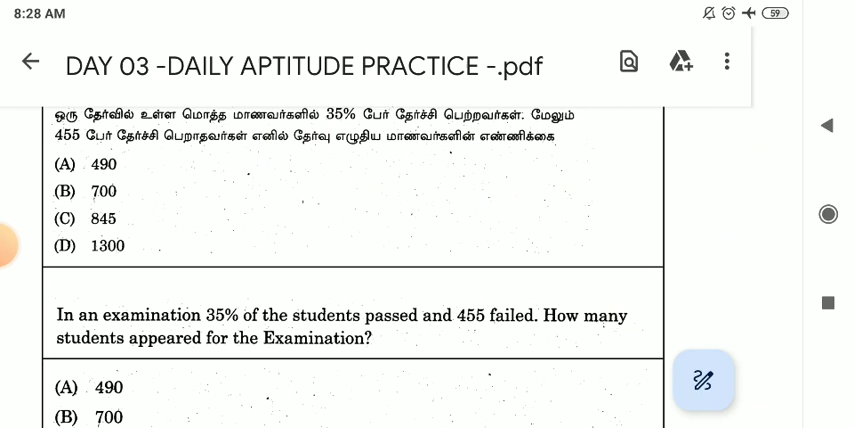 8:28 AM
59
DAY 03 -DAILY APTITUDE PRACTICE -.pdf
ஒரு தேர்வில் உள்ள மொத்த மாணவர்களில் 35% பேர் தேர்ச்சி பெற்றவர்கள். மேலும்
455 பேர் தேர்ச்சி பெறாதவர்கள் எனில் தேர்வு எழுதிய மாணவர்களின் எண்ணிக்கை
(A) 490
(B) 700
(C) 845
(D) 1300
In an examination 35% of the students passed and 455 failed. How many
students appeared for the Examination?
(A) 490
(B) 700